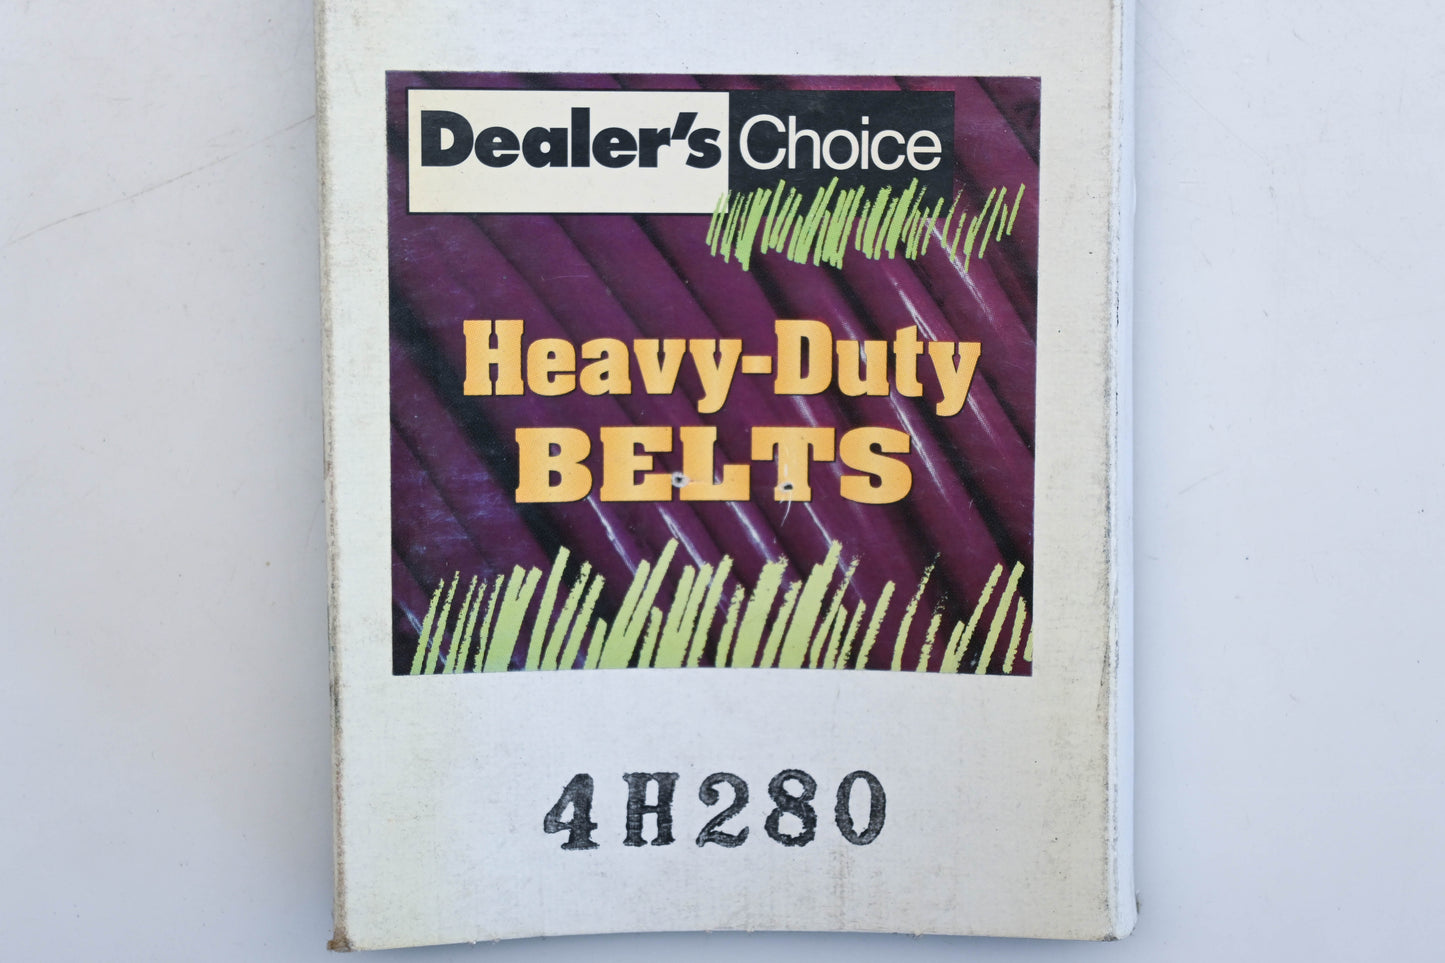 Dealer's Choice
Heavy-Duty
BELTS
4H280